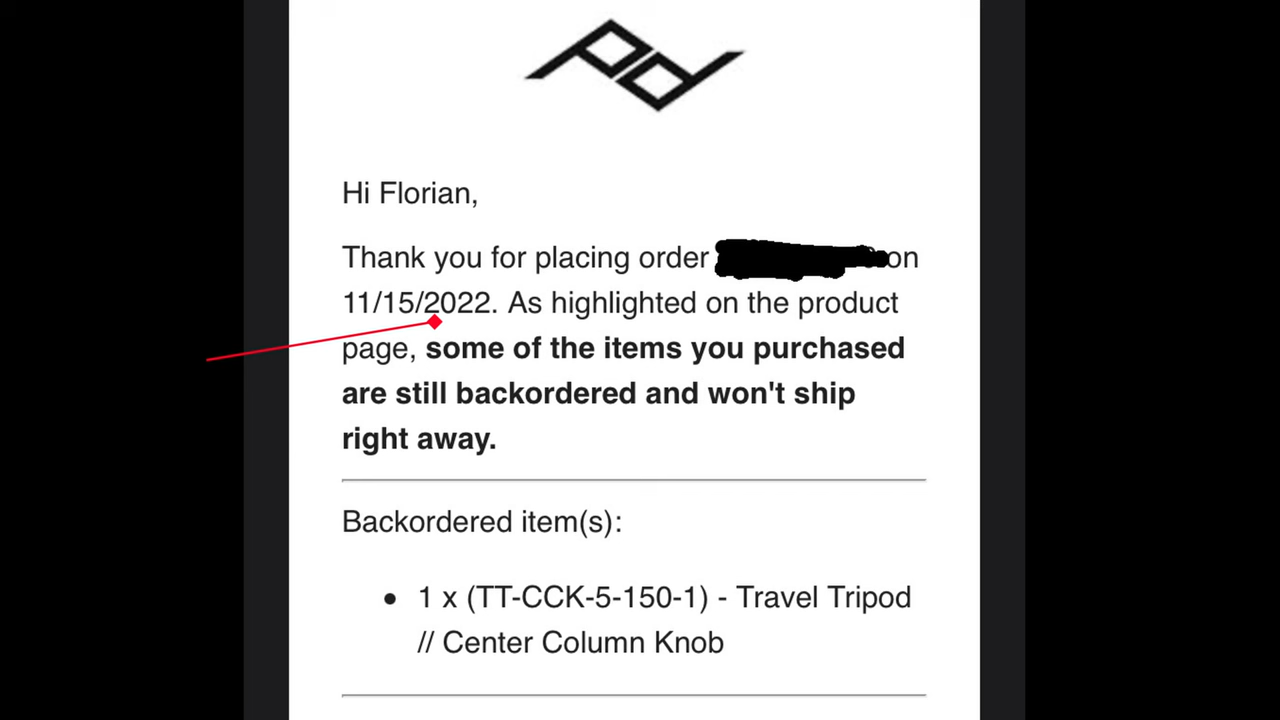 pd
Hi Florian,
Thank you for placing order on
11/15/2022. As highlighted on the product
page, some of the items you purchased
are still backordered and won't ship
right away.
Backordered item(s):
• 1 x (TT-CCK-5-150-1) - Travel Tripod
// Center Column Knob